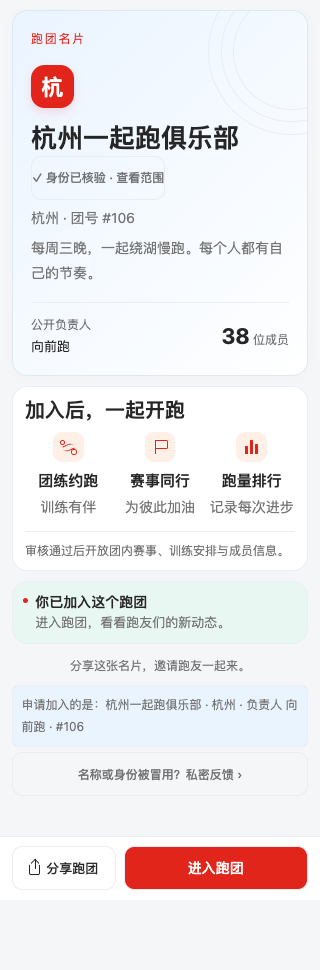 跑团名片
杭
杭州一起跑俱乐部
✓ 身份已核验 · 查看范围
杭州 · 团号 #106
每周三晚，一起绕湖慢跑。每个人都有自
己的节奏。
公开负责人
向前跑
38 位成员
加入后，一起开跑
团练约跑 赛事同行 跑量排行
训练有伴 为彼此加油 记录每次进步
审核通过后开放团内赛事、训练安排与成员信息。
你已加入这个跑团
进入跑团，看看跑友们的新动态。
分享这张名片，邀请跑友一起来。
申请加入的是：杭州一起跑俱乐部 · 杭州 · 负责人 向
前跑 · #106
名称或身份被冒用？私密反馈 ›
分享跑团
进入跑团